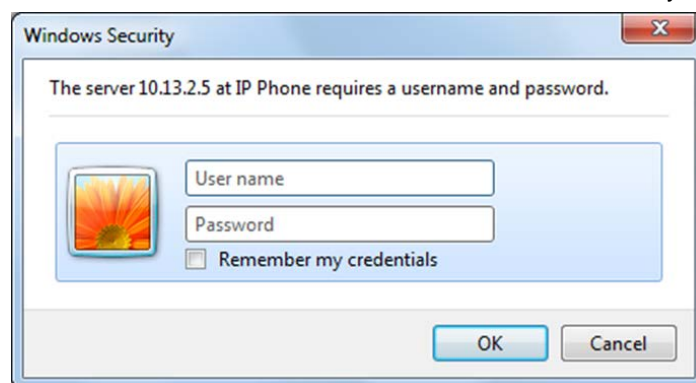 Windows Security
The server 10.13.2.5 at IP Phone requires a username and password.
User name
Password
Remember my credentials
OK
Cancel